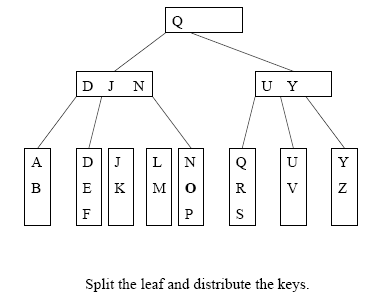 Q
D J N
U Y
A D J L N Q U Y
B E K M O R V Z
F P S
Split the leaf and distribute the keys.